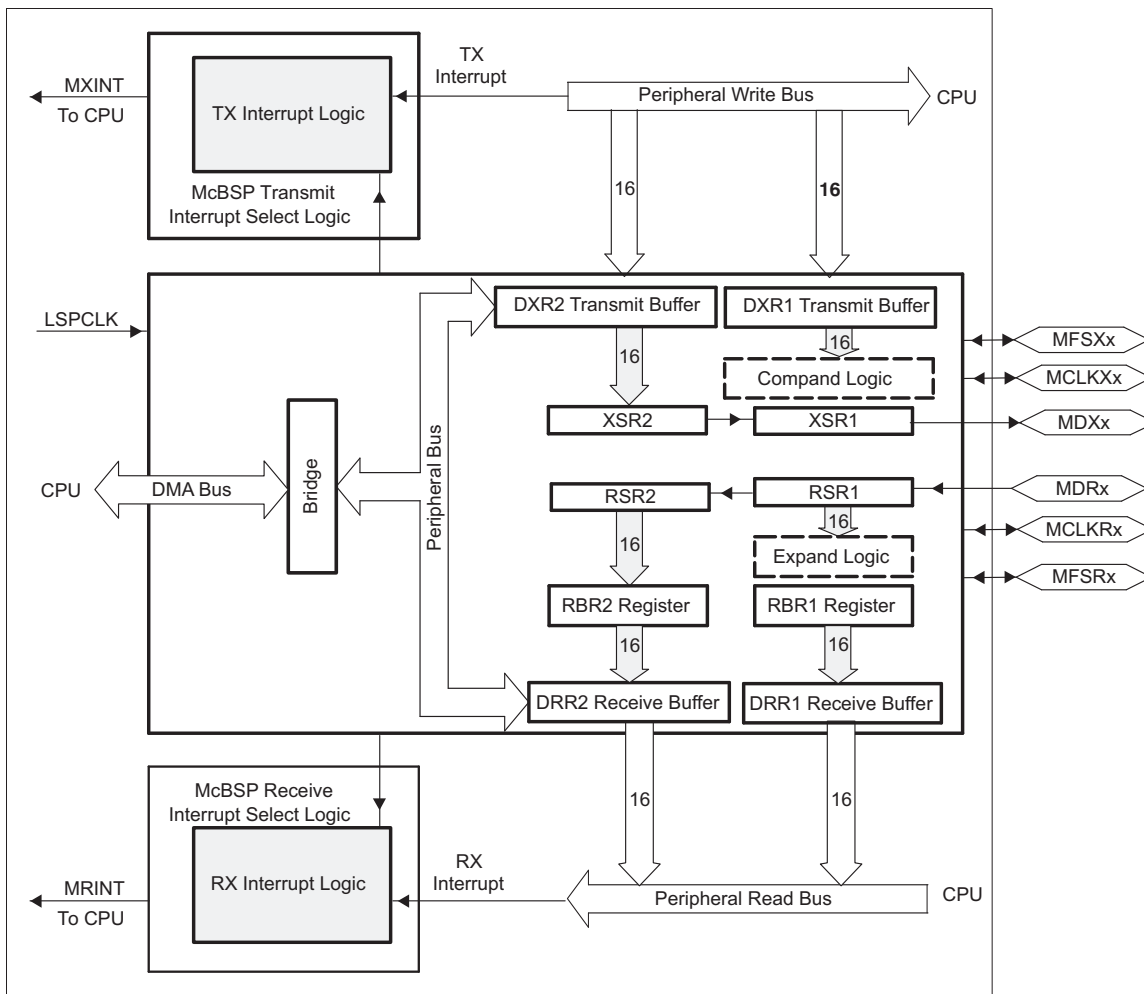 TX
Interrupt
MXINT
To CPU
TX Interrupt Logic
Peripheral Write Bus
CPU
McBSP Transmit
Interrupt Select Logic
16
16
LSPCLK
DXR2 Transmit Buffer
DXR1 Transmit Buffer
MFSXx
16
16
Compand Logic
MCLKXx
XSR2
XSR1
MDXx
CPU
DMA Bus
Bridge
Peripheral Bus
RSR2
RSR1
MDRx
16
16
MCLKRx
Expand Logic
MFSRx
RBR2 Register
RBR1 Register
16
16
DRR2 Receive Buffer
DRR1 Receive Buffer
McBSP Receive
Interrupt Select Logic
16
16
RX Interrupt Logic
RX
Interrupt
MRINT
To CPU
Peripheral Read Bus
CPU